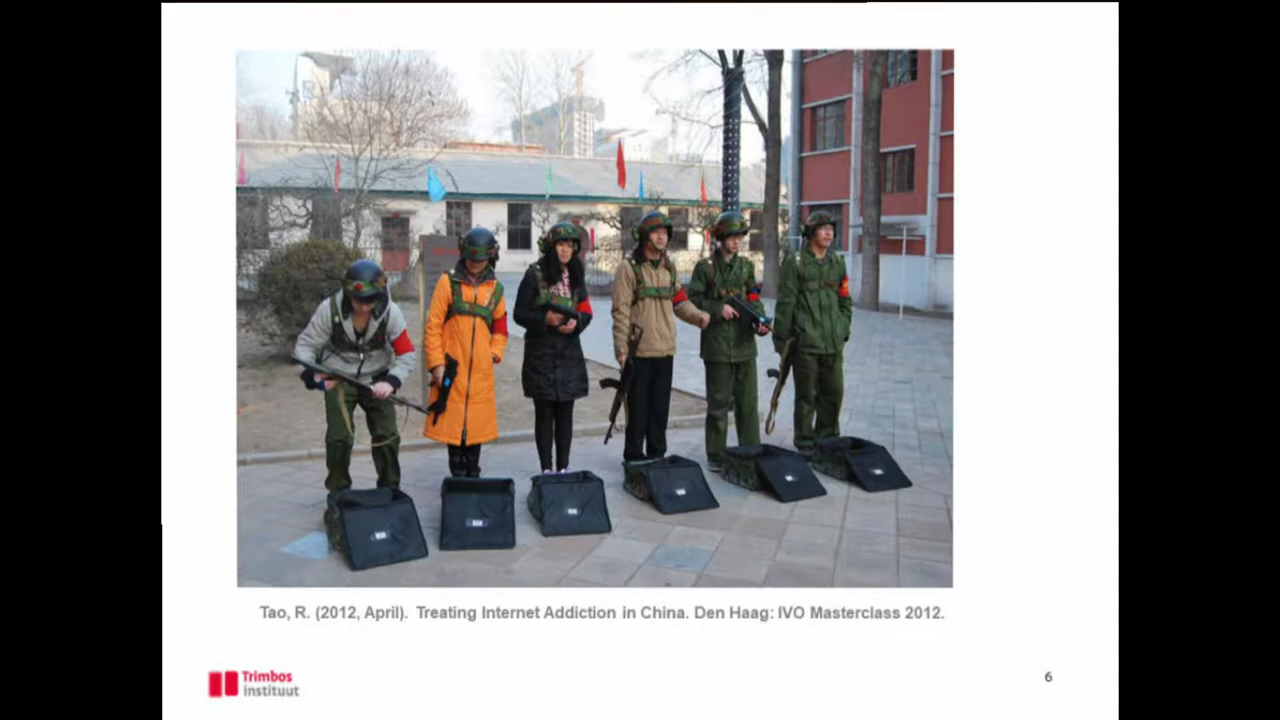 Tao, R. (2012, April). Treating Internet Addiction in China. Den Haag: IVO Masterclass 2012.
Trimbos
instituut
6